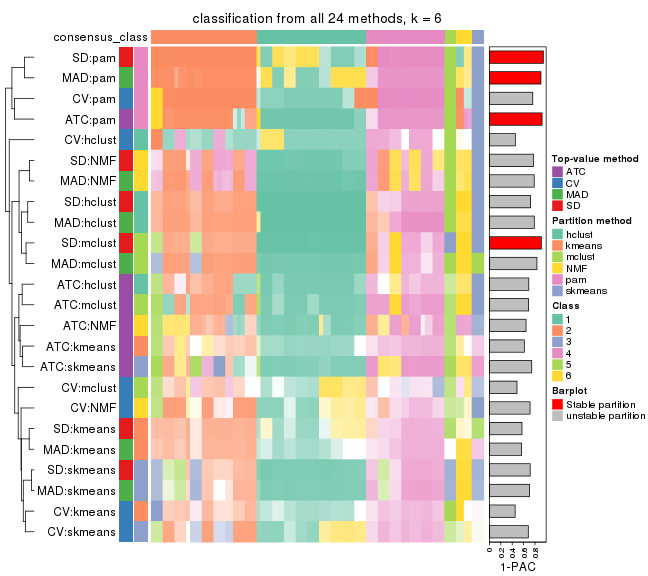 classification from all 24 methods, k = 6
consensus_class
SD:pam
MAD:pam
CV:pam
ATC:pam
CV:hclust
SD:NMF
MAD:NMF
SD:hclust
MAD:hclust
SD:mclust
MAD:mclust
ATC:hclust
ATC:mclust
ATC:NMF
ATC:kmeans
ATC:skmeans
CV:mclust
CV:NMF
SD:kmeans
MAD:kmeans
SD:skmeans
MAD:skmeans
CV:kmeans
CV:skmeans
0 0.2 0.4 0.6 0.8
1-PAC
Top-value method
ATC
CV
MAD
SD
Partition method
hclust
kmeans
mclust
NMF
pam
skmeans
Class
1
2
3
4
5
6
Barplot
Stable partition
unstable partition